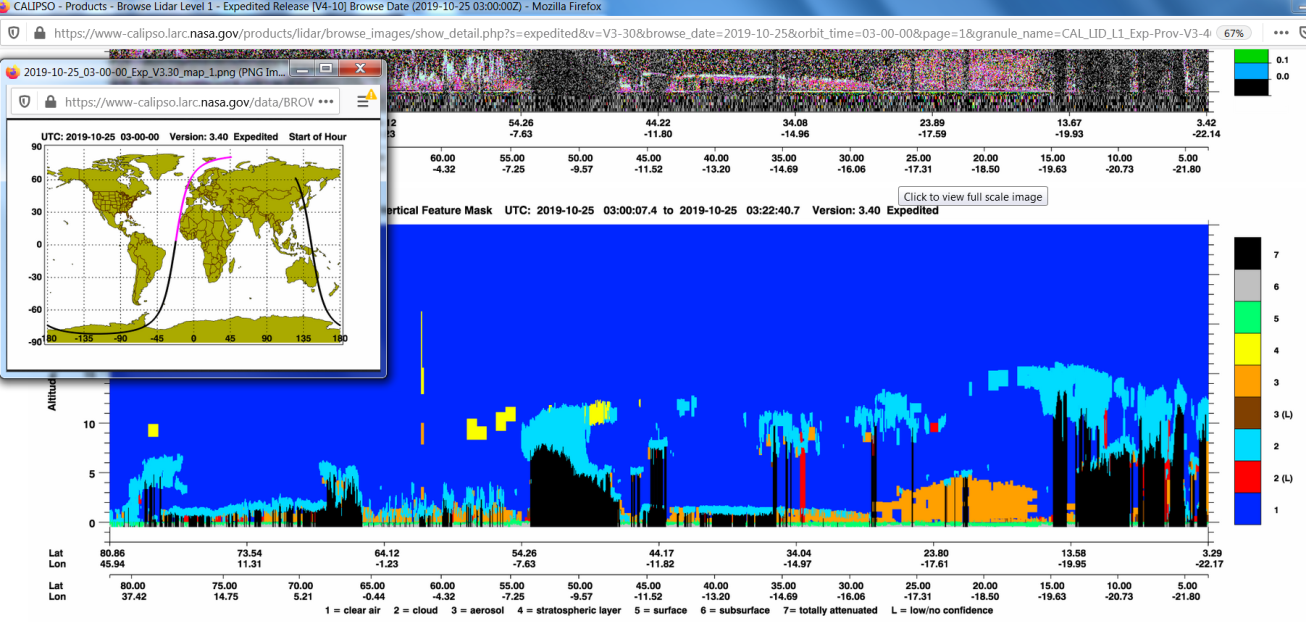 CALIPSO - Products - Browse Lidar Level 1 - Expedited Release [V4-10] Browse Date (2019-10-25 03:00:00Z) - Mozilla Firefox
https://www-calipso.larc.nasa.gov/products/lidar/browse_images/show_detail.php?s=expedited&v=V3-30&browse_date=2019-10-25&orbit_time=03-00-00&page=1&granule_name=CAL_LID_L1_Exp-Prov-V3-4 67% •••
0.1
0.0
2019-10-25_03-00-00_Exp_V3.30_map_1.png (PNG Im...
https://www-calipso.larc.nasa.gov/data/BROV •••
UTC: 2019-10-25 03-00-00 Version: 3.40 Expedited Start of Hour
90
60
30
0
-30
-60
-90
180 -135 -90 -45 0 45 90 135 180
54.26 44.22 34.08 23.89 13.67 3.42
23 -7.63 -11.80 -14.96 -17.59 -19.93 -22.14
60.00 55.00 50.00 45.00 40.00 35.00 30.00 25.00 20.00 15.00 10.00 5.00
-4.32 -7.25 -9.57 -11.52 -13.20 -14.69 -16.06 -17.31 -18.50 -19.63 -20.73 -21.80
Click to view full scale image
ertical Feature Mask UTC: 2019-10-25 03:00:07.4 to 2019-10-25 03:22:40.7 Version: 3.40 Expedited
Altitud
10
5
0
7
6
5
4
3
3 (L)
2
2 (L)
1
Lat 80.86 73.54 64.12 54.26 44.17 34.04 23.80 13.58 3.29
Lon 45.94 11.31 -1.23 -7.63 -11.82 -14.97 -17.61 -19.95 -22.17
Lat 80.00 75.00 70.00 65.00 60.00 55.00 50.00 45.00 40.00 35.00 30.00 25.00 20.00 15.00 10.00 5.00
Lon 37.42 14.75 5.21 -0.44 -4.32 -7.25 -9.57 -11.52 -13.20 -14.69 -16.06 -17.31 -18.50 -19.63 -20.73 -21.80
1 = clear air 2 = cloud 3 = aerosol 4 = stratospheric layer 5 = surface 6 = subsurface 7= totally attenuated L = low/no confidence